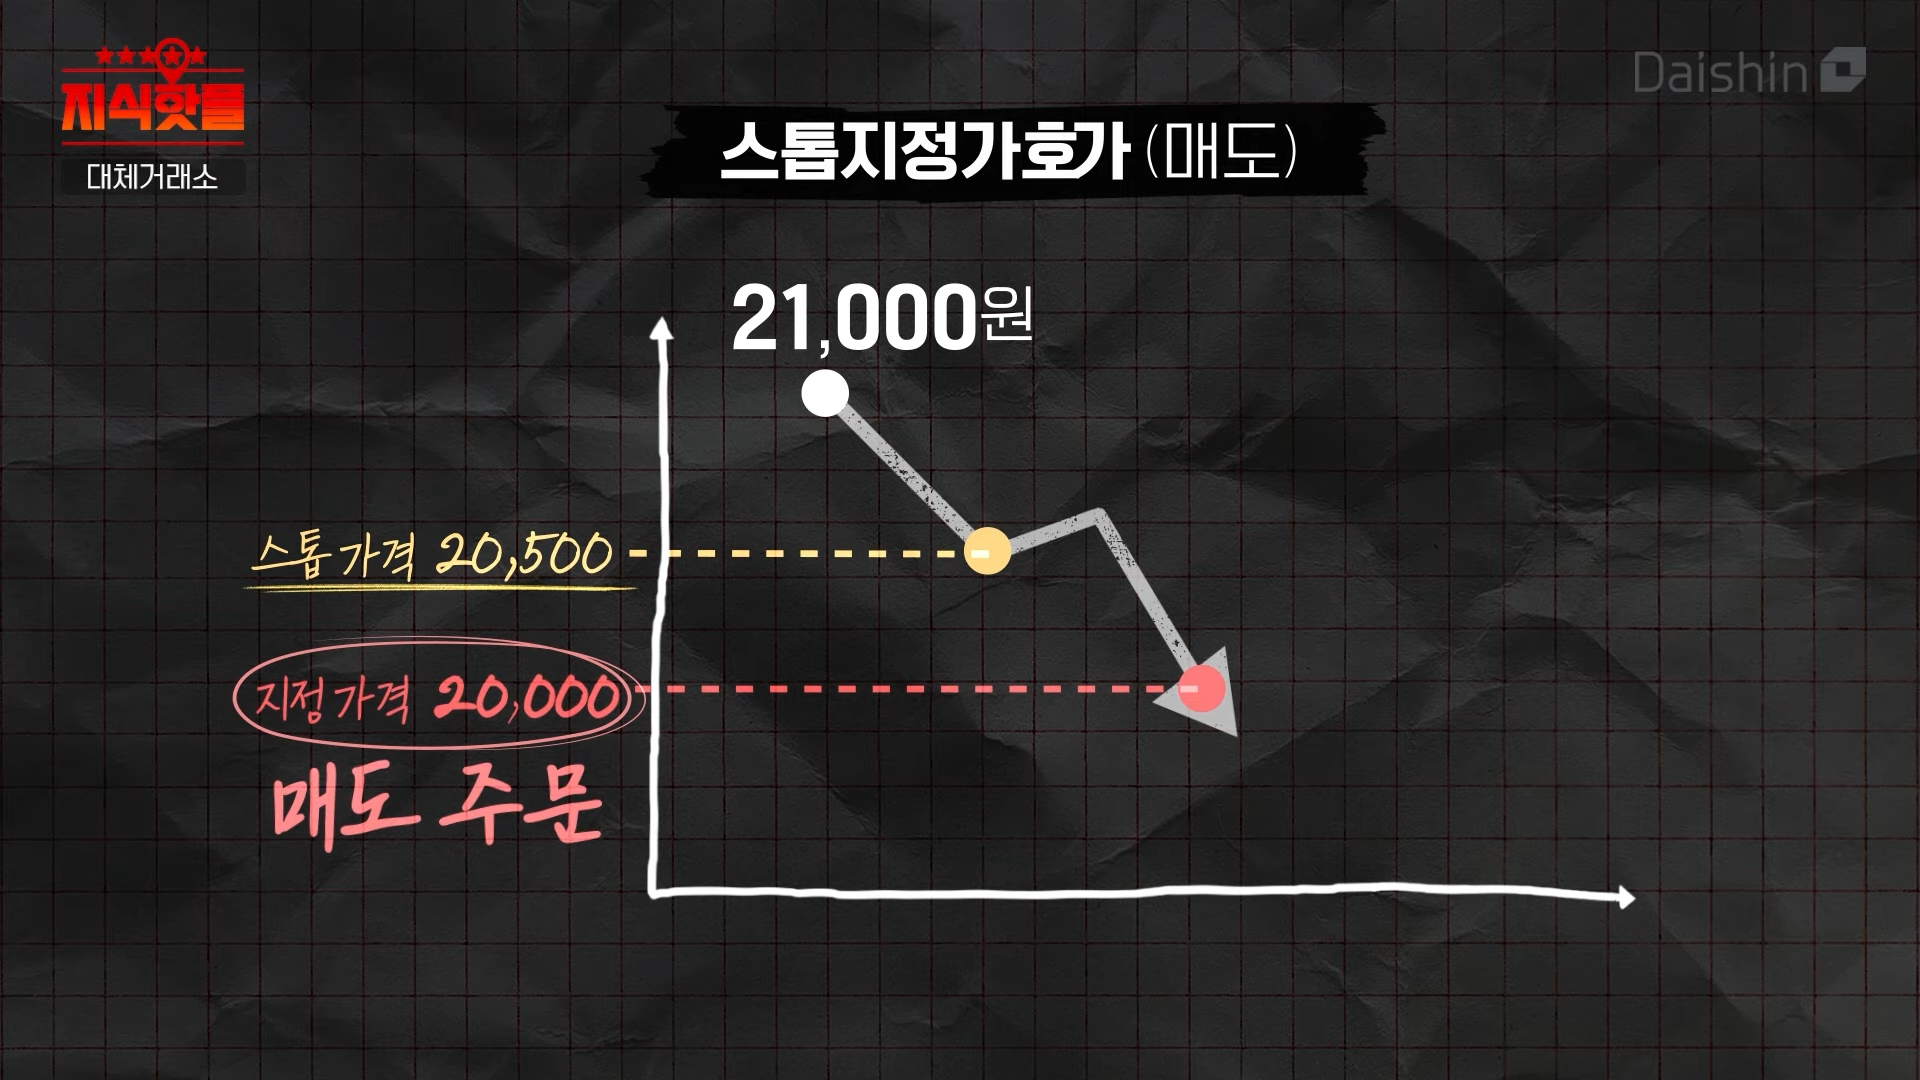 지식핫플
대체거래소
Daishin
스톱지정가호가 (매도)
21,000원
스톱가격 20,500
지정가격 20,000
매도 주문